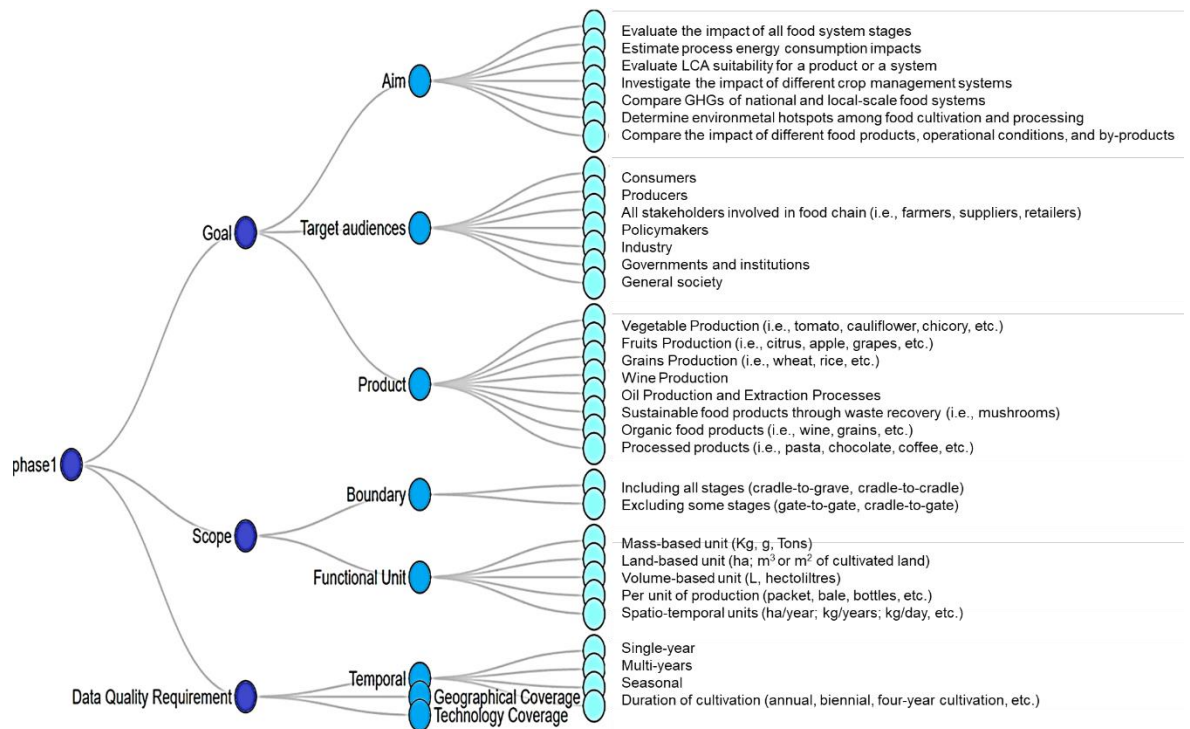 Evaluate the impact of all food system stages
Estimate process energy consumption impacts
Evaluate LCA suitability for a product or a system
Aim
Investigate the impact of different crop management systems
Compare GHGs of national and local-scale food systems
Determine environmetal hotspots among food cultivation and processing
Compare the impact of different food products, operational conditions, and by-products
Consumers
Producers
All stakeholders involved in food chain (i.e., farmers, suppliers, retailers)
Goal
Target audiences
Policymakers
Industry
Governments and institutions
General society
Vegetable Production (i.e., tomato, cauliflower, chicory, etc.)
Fruits Production (i.e., citrus, apple, grapes, etc.)
Grains Production (i.e., wheat, rice, etc.)
Product
Wine Production
Oil Production and Extraction Processes
Sustainable food products through waste recovery (i.e., mushrooms)
Organic food products (i.e., wine, grains, etc.)
Processed products (i.e., pasta, chocolate, coffee, etc.)
phase1
Boundary
Including all stages (cradle-to-grave, cradle-to-cradle)
Excluding some stages (gate-to-gate, cradle-to-gate)
Scope
Mass-based unit (Kg, g, Tons)
Land-based unit (ha; m³ or m² of cultivated land)
Functional Unit
Volume-based unit (L, hectoliltres)
Per unit of production (packet, bale, bottles, etc.)
Spatio-temporal units (ha/year; kg/years; kg/day, etc.)
Single-year
Temporal
Multi-years
Seasonal
Data Quality Requirement
Geographical Coverage
Duration of cultivation (annual, biennial, four-year cultivation, etc.)
Technology Coverage